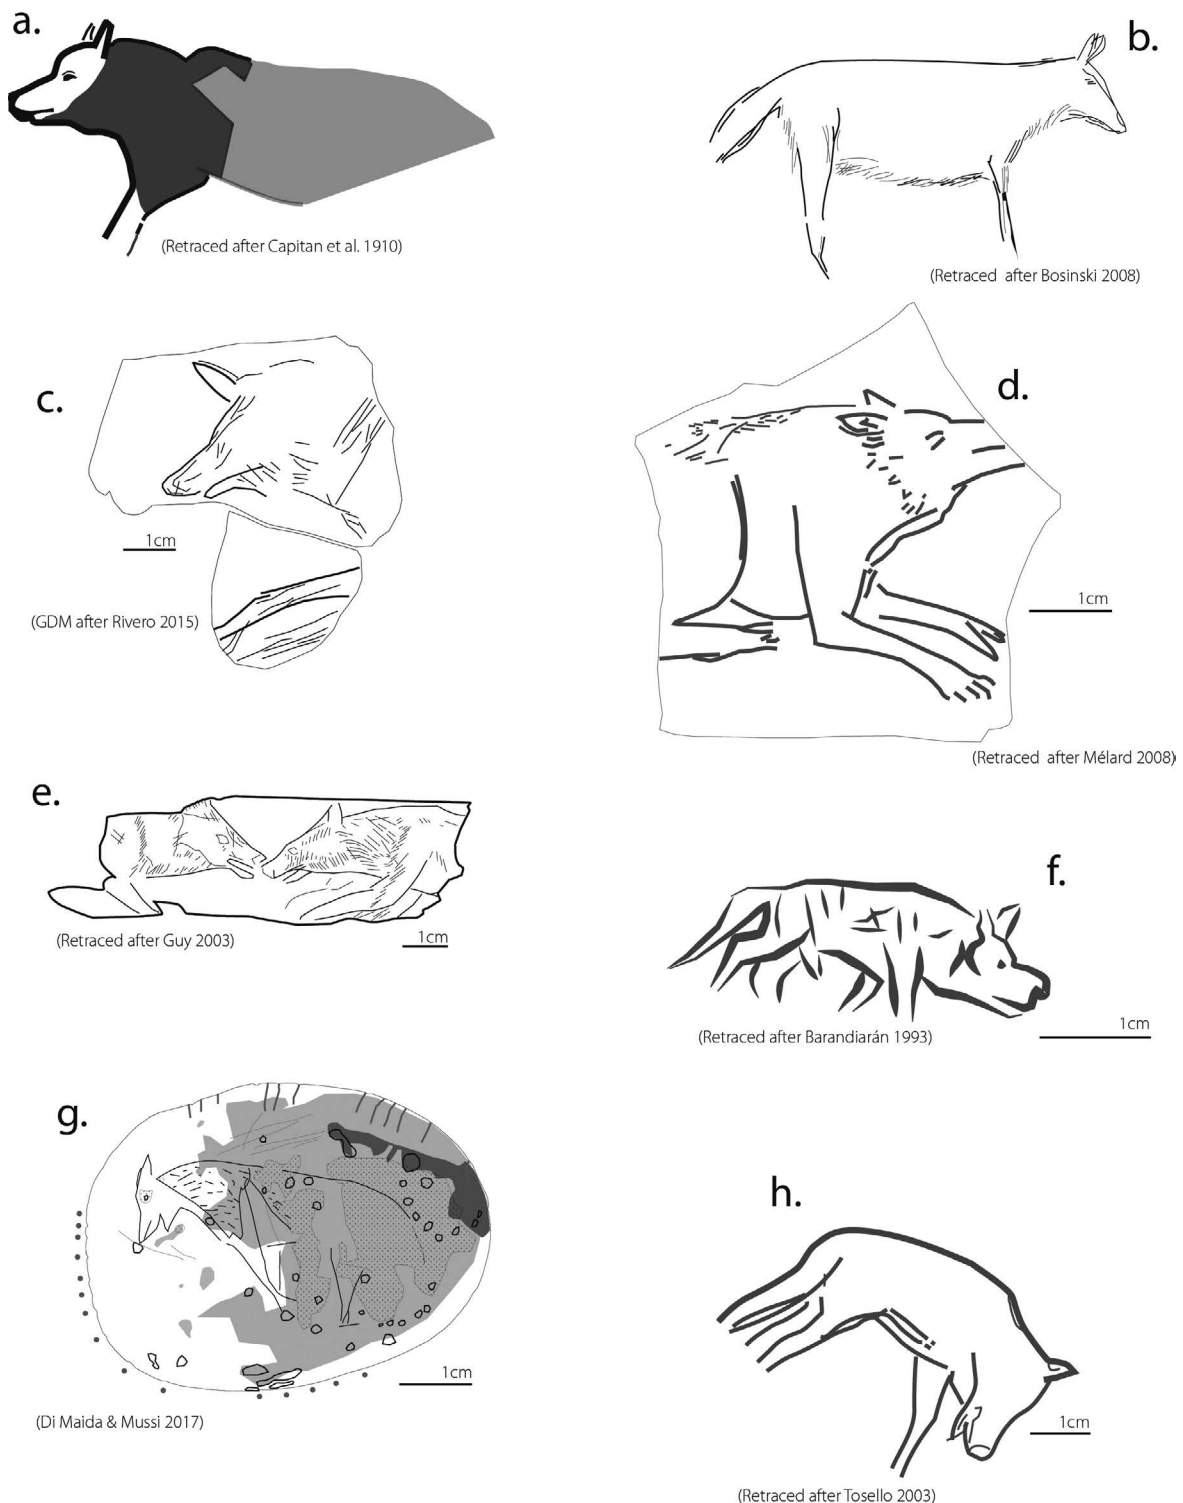 a.
(Retraced after Capitan et al. 1910)
b.
(Retraced after Bosinski 2008)
c.
1cm
(GDM after Rivero 2015)
d.
1cm
(Retraced after Mélard 2008)
e.
(Retraced after Guy 2003)
1cm
f.
(Retraced after Barandiarán 1993)
1cm
g.
1cm
(Di Maida & Mussi 2017)
h.
1cm
(Retraced after Tosello 2003)